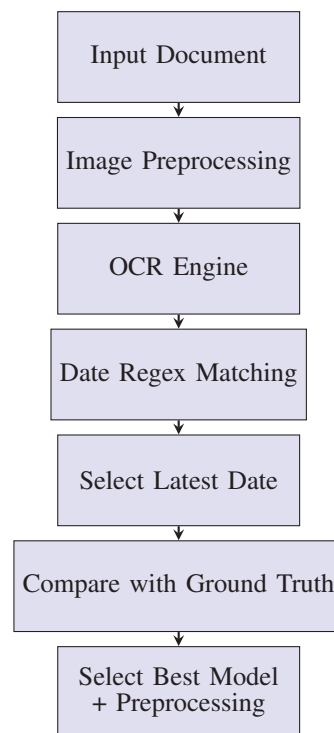 Input Document
Image Preprocessing
OCR Engine
Date Regex Matching
Select Latest Date
Compare with Ground Truth
Select Best Model
+ Preprocessing